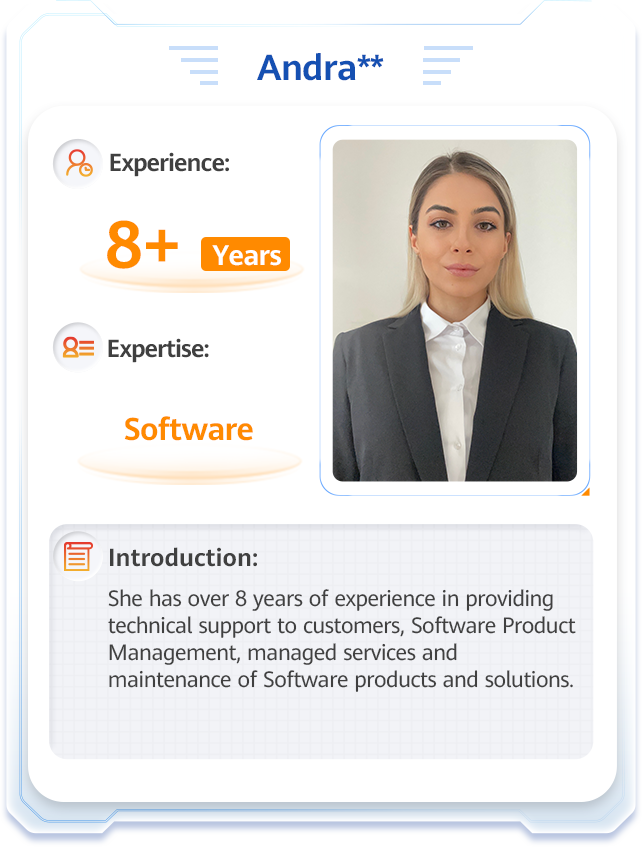 Andra**
Experience:
8+ Years
Expertise:
Software
Introduction:
She has over 8 years of experience in providing
technical support to customers, Software Product
Management, managed services and
maintenance of Software products and solutions.